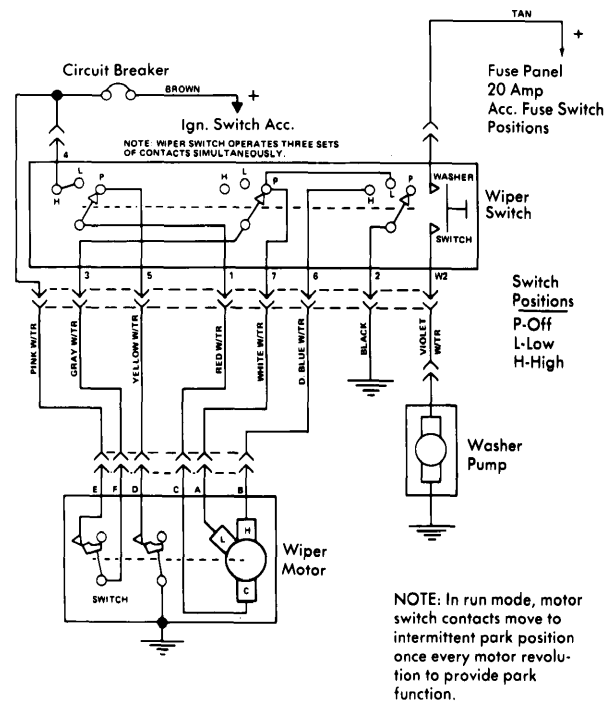 TAN
+
Circuit Breaker
BROWN
+
Ign. Switch Acc.
Fuse Panel
20 Amp
Acc. Fuse Switch
Positions
NOTE: WIPER SWITCH OPERATES THREE SETS
OF CONTACTS SIMULTANEOUSLY.
4
L
H
P
H
L
P
H
L
P
WASHER
SWITCH
Wiper
Switch
3
5
1
7
6
2
W2
Switch
Positions
P-Off
L-Low
H-High
PINK W/TR
GRAY W/TR
YELLOW W/TR
RED W/TR
WHITE W/TR
D. BLUE W/TR
BLACK
VIOLET
W/TR
Washer
Pump
E
F
D
C
A
B
L
H
C
SWITCH
Wiper
Motor
NOTE: In run mode, motor
switch contacts move to
intermittent park position
once every motor revolu-
tion to provide park
function.